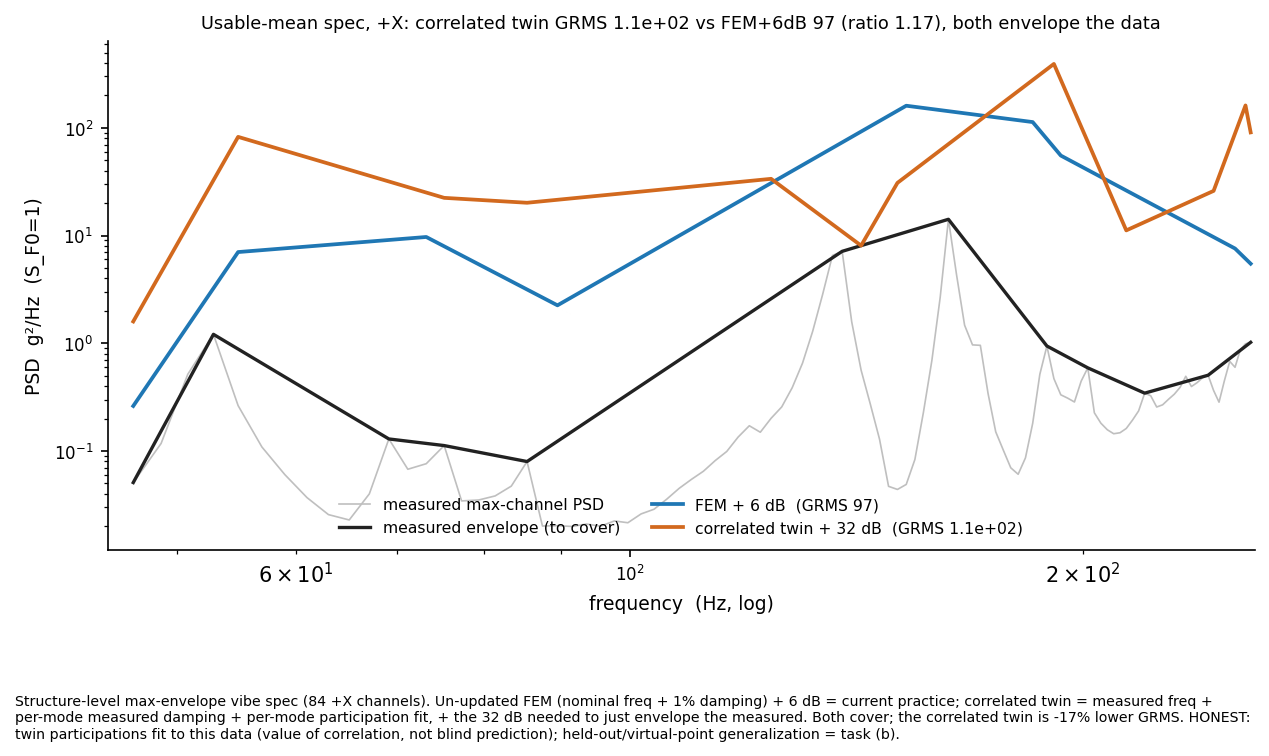 Usable-mean spec, +X: correlated twin GRMS 1.1e+02 vs FEM+6dB 97 (ratio 1.17), both envelope the data
PSD g²/Hz (S_F0=1)
10²
10¹
10⁰
10⁻¹
measured max-channel PSD
measured envelope (to cover)
FEM + 6 dB (GRMS 97)
correlated twin + 32 dB (GRMS 1.1e+02)
6 × 10¹
10²
2 × 10²
frequency (Hz, log)
Structure-level max-envelope vibe spec (84 +X channels). Un-updated FEM (nominal freq + 1% damping) + 6 dB = current practice; correlated twin = measured freq +
per-mode measured damping + per-mode participation fit, + the 32 dB needed to just envelope the measured. Both cover; the correlated twin is -17% lower GRMS. HONEST:
twin participations fit to this data (value of correlation, not blind prediction); held-out/virtual-point generalization = task (b).